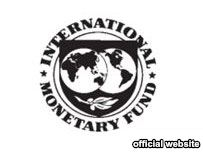 INTERNATIONAL
MONETARY FUND
official website